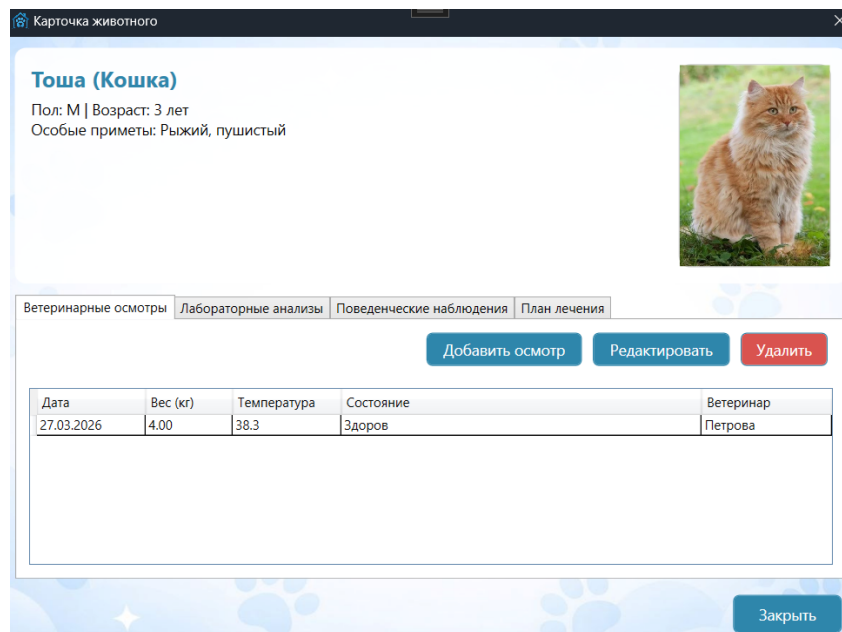 Карточка животного
Тоша (Кошка)
Пол: М | Возраст: 3 лет
Особые приметы: Рыжий, пушистый
Ветеринарные осмотры Лабораторные анализы Поведенческие наблюдения План лечения
Добавить осмотр Редактировать Удалить
Дата Вес (кг) Температура Состояние Ветеринар
27.03.2026 4.00 38.3 Здоров Петрова
Закрыть